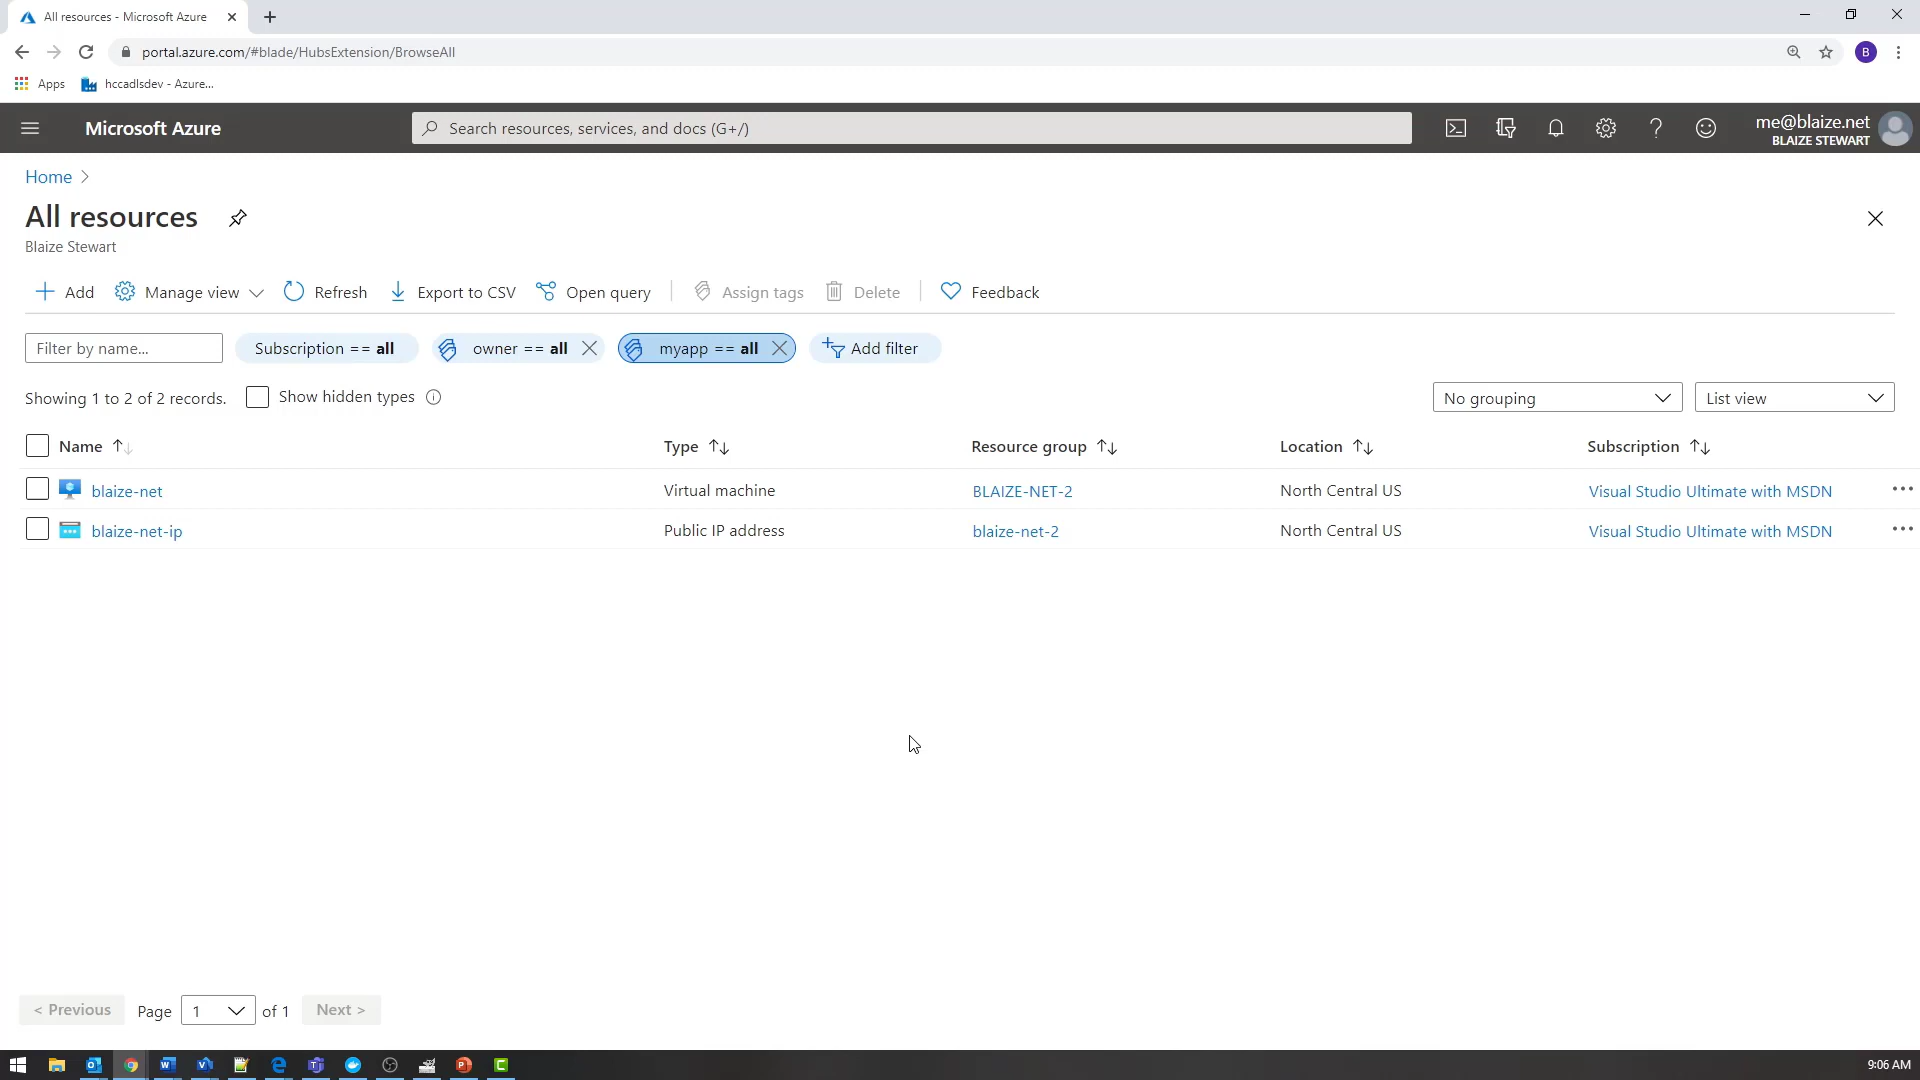 All resources - Microsoft Azure
portal.azure.com/#blade/HubsExtension/BrowseAll
B
Apps
hccadlsdev - Azure...
Microsoft Azure
Search resources, services, and docs (G+/)
me@blaize.net
BLAIZE STEWART
Home
All resources
Blaize Stewart
Add
Manage view
Refresh
Export to CSV
Open query
Assign tags
Delete
Feedback
Filter by name...
Subscription == all
owner == all
myapp == all
Add filter
Showing 1 to 2 of 2 records.
Show hidden types
No grouping
List view
Name Type Resource group Location Subscription
blaize-net Virtual machine BLAIZE-NET-2 North Central US Visual Studio Ultimate with MSDN
blaize-net-ip Public IP address blaize-net-2 North Central US Visual Studio Ultimate with MSDN
< Previous Page 1 of 1 Next >
9:06 AM